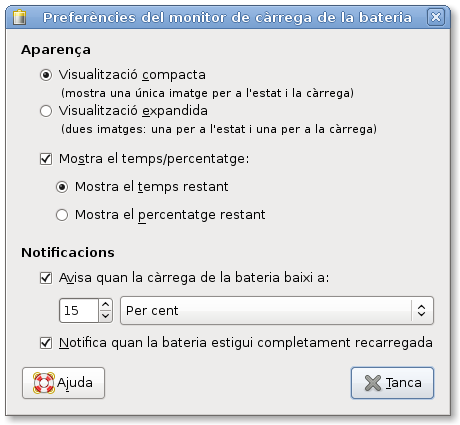 Preferències del monitor de càrrega de la bateria
Aparença
Visualització compacta
(mostra una única imatge per a l'estat i la càrrega)
Visualització expandida
(dues imatges: una per a l'estat i una per a la càrrega)
Mostra el temps/percentatge:
Mostra el temps restant
Mostra el percentatge restant
Notificacions
Avisa quan la càrrega de la bateria baixi a:
15 Per cent
Notifica quan la bateria estigui completament recarregada
Ajuda Tanca